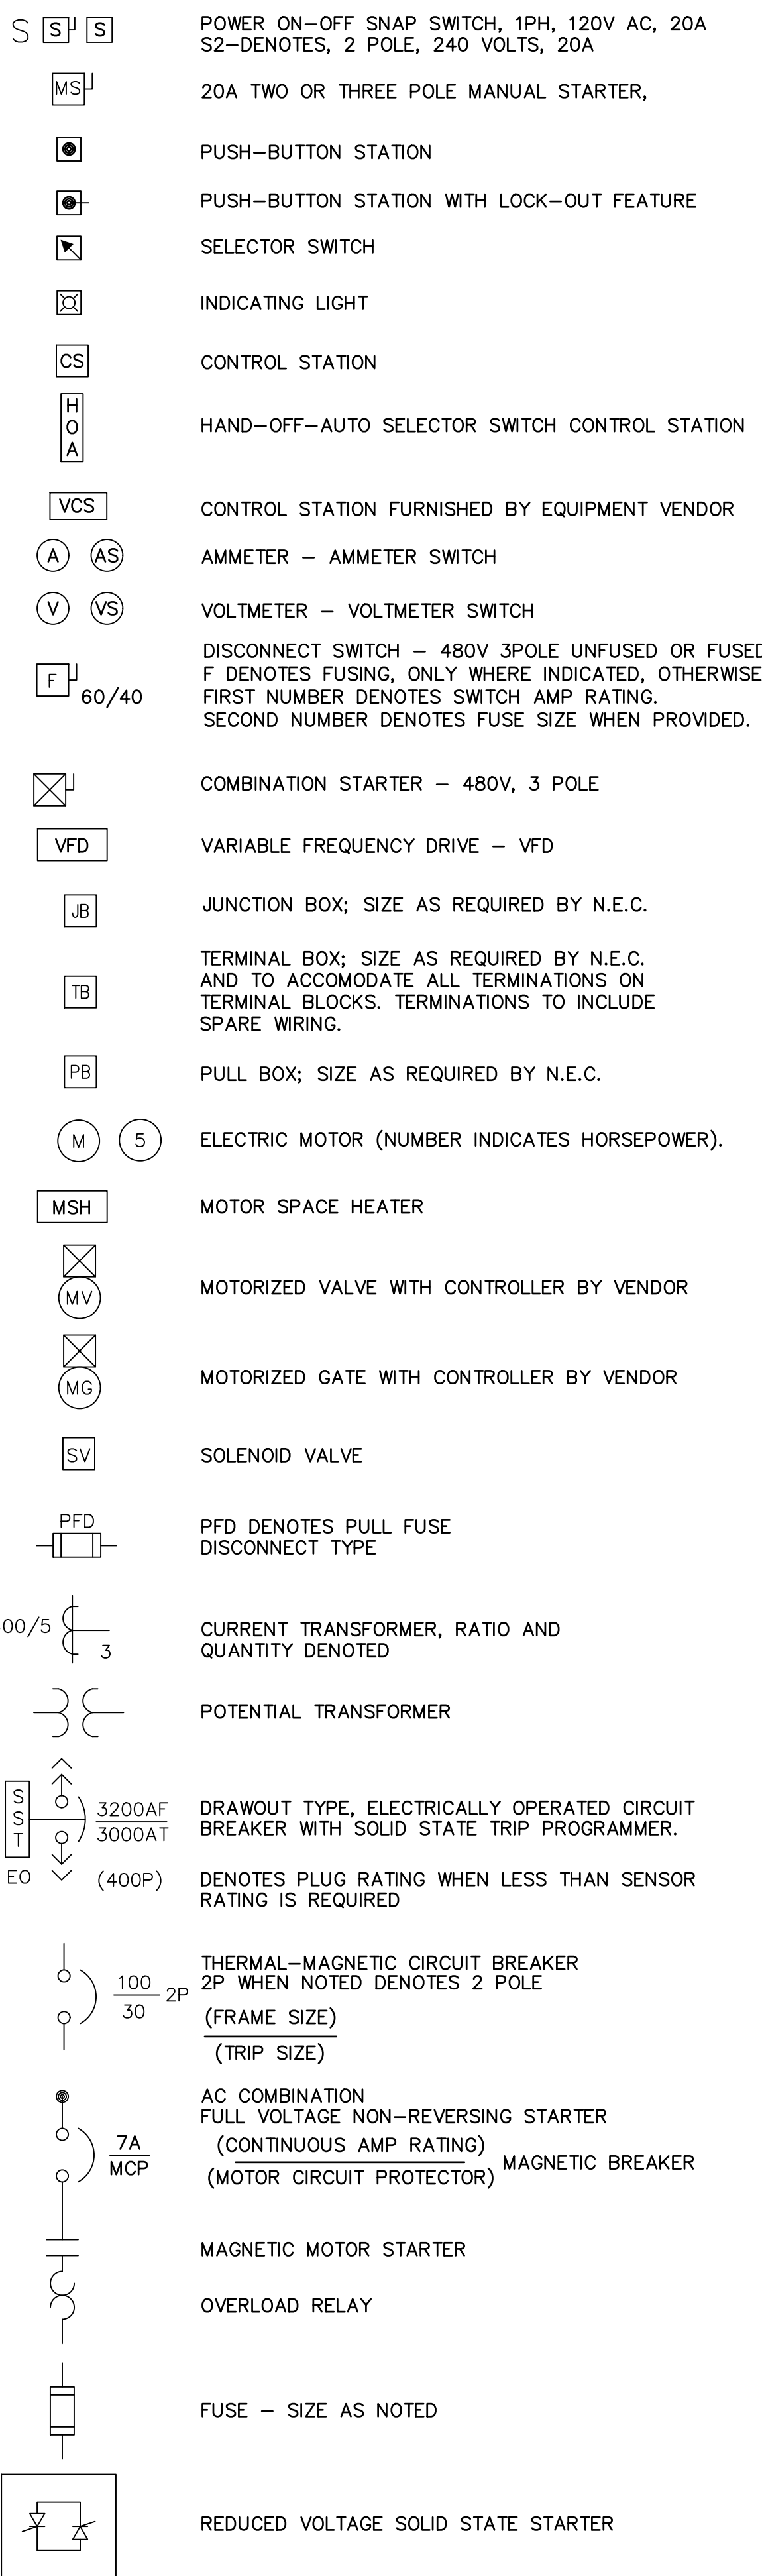 S S S POWER ON-OFF SNAP SWITCH, 1PH, 120V AC, 20A
S2-DENOTES, 2 POLE, 240 VOLTS, 20A
MS 20A TWO OR THREE POLE MANUAL STARTER,
PUSH-BUTTON STATION
PUSH-BUTTON STATION WITH LOCK-OUT FEATURE
SELECTOR SWITCH
INDICATING LIGHT
CS CONTROL STATION
H
O HAND-OFF-AUTO SELECTOR SWITCH CONTROL STATION
A
VCS CONTROL STATION FURNISHED BY EQUIPMENT VENDOR
A AS AMMETER - AMMETER SWITCH
V VS VOLTMETER - VOLTMETER SWITCH
DISCONNECT SWITCH - 480V 3POLE UNFUSED OR FUSED
F F DENOTES FUSING, ONLY WHERE INDICATED, OTHERWISE
60/40 FIRST NUMBER DENOTES SWITCH AMP RATING.
SECOND NUMBER DENOTES FUSE SIZE WHEN PROVIDED.
COMBINATION STARTER - 480V, 3 POLE
VFD VARIABLE FREQUENCY DRIVE - VFD
JB JUNCTION BOX; SIZE AS REQUIRED BY N.E.C.
TERMINAL BOX; SIZE AS REQUIRED BY N.E.C.
AND TO ACCOMODATE ALL TERMINATIONS ON
TB TERMINAL BLOCKS. TERMINATIONS TO INCLUDE
SPARE WIRING.
PB PULL BOX; SIZE AS REQUIRED BY N.E.C.
M 5 ELECTRIC MOTOR (NUMBER INDICATES HORSEPOWER).
MSH MOTOR SPACE HEATER
MV MOTORIZED VALVE WITH CONTROLLER BY VENDOR
MG MOTORIZED GATE WITH CONTROLLER BY VENDOR
SV SOLENOID VALVE
PFD PFD DENOTES PULL FUSE
DISCONNECT TYPE
00/5 CURRENT TRANSFORMER, RATIO AND
3 QUANTITY DENOTED
POTENTIAL TRANSFORMER
S
S 3200AF DRAWOUT TYPE, ELECTRICALLY OPERATED CIRCUIT
T 3000AT BREAKER WITH SOLID STATE TRIP PROGRAMMER.
EO (400P) DENOTES PLUG RATING WHEN LESS THAN SENSOR
RATING IS REQUIRED
THERMAL-MAGNETIC CIRCUIT BREAKER
100 2P 2P WHEN NOTED DENOTES 2 POLE
30 (FRAME SIZE)
(TRIP SIZE)
AC COMBINATION
FULL VOLTAGE NON-REVERSING STARTER
7A (CONTINUOUS AMP RATING)
MCP (MOTOR CIRCUIT PROTECTOR) MAGNETIC BREAKER
MAGNETIC MOTOR STARTER
OVERLOAD RELAY
FUSE - SIZE AS NOTED
REDUCED VOLTAGE SOLID STATE STARTER